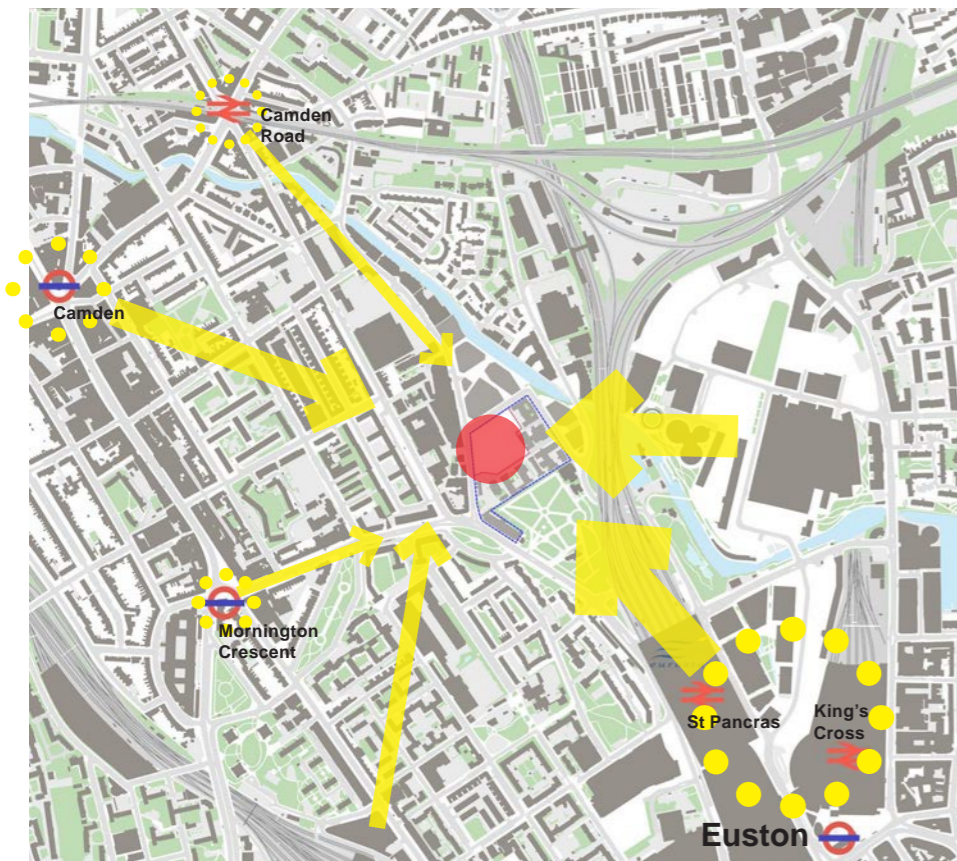 Camden
Road
Camden
Mornington
Crescent
St Pancras
King's
Cross
Euston